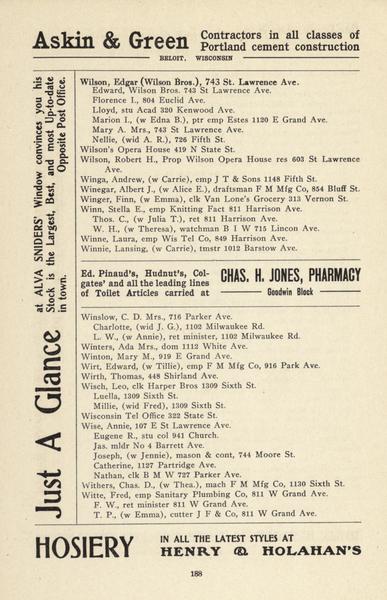 Askin & Green Contractors in all classes of
Portland cement construction
BELOIT, WISCONSIN
Just A Glance at ALVA SNIDERS' Window convinces you his
Stock is the Largest, Best, and most Up-to-date
in town. Opposite Post Office.
Wilson, Edgar (Wilson Bros.), 743 St. Lawrence Ave.
Edward, Wilson Bros. 743 St Lawrence Ave.
Florence I., 804 Euclid Ave.
Lloyd, stu Acad 320 Kenwood Ave.
Marion I., (w Edna B.), ptr emp Estes 1120 E Grand Ave.
Mary A. Mrs., 743 St Lawrence Ave.
Nellie, (wid A. R.), 726 Fifth St.
Wilson's Opera House 419 N State St.
Wilson, Robert H., Prop Wilson Opera House res 603 St Lawrence
Ave.
Winga, Andrew, (w Carrie), emp J T & Sons 1148 Fifth St.
Winegar, Albert J., (w Alice E.), draftsman F M Mfg Co, 854 Bluff St.
Winger, Finn, (w Emma), clk Van Lone's Grocery 313 Vernon St.
Winn, Stella E., emp Knitting Fact 811 Harrison Ave.
Thos. C., (w Julia T.), ret 811 Harrison Ave.
W. H., (w Theresa), watchman B I W 715 Lincon Ave.
Winne, Laura, emp Wis Tel Co, 849 Harrison Ave.
Winnie, Lansing, (w Carrie), tmstr 1012 Barstow Ave.
Ed. Pinaud's, Hudnut's, Col-
gates' and all the leading lines
of Toilet Articles carried at
CHAS. H. JONES, PHARMACY
Goodwin Block
Winslow, C. D. Mrs., 716 Parker Ave.
Charlotte, (wid J. G.), 1102 Milwaukee Rd.
L. W., (w Annie), ret minister, 1102 Milwaukee Rd.
Winters, Ada Mrs., dom 1112 White Ave.
Winton, Mary M., 919 E Grand Ave.
Wirt, Edward, (w Tillie), emp F M Mfg Co, 916 Park Ave.
Wirth, Thomas, 448 Shirland Ave.
Wisch, Leo, clk Harper Bros 1309 Sixth St.
Luella, 1309 Sixth St.
Millie, (wid Fred), 1309 Sixth St.
Wisconsin Tel Office 322 State St.
Wise, Annie, 107 E St Lawrence Ave.
Eugene R., stu col 941 Church.
Jas. mldr No 4 Barrett Ave.
Joseph, (w Jennie), mason & cont, 744 Moore St.
Catherine, 1127 Partridge Ave.
Nathan, clk B M W 727 Parker Ave.
Withers, Chas. D., (w Thea.), mach F M Mfg Co, 1130 Sixth St.
Witte, Fred, emp Sanitary Plumbing Co, 811 W Grand Ave.
F. W., ret minister 811 W Grand Ave.
T. P., (w Emma), cutter J F & Co, 811 W Grand Ave.
HOSIERY IN ALL THE LATEST STYLES AT
HENRY & HOLAHAN'S
188